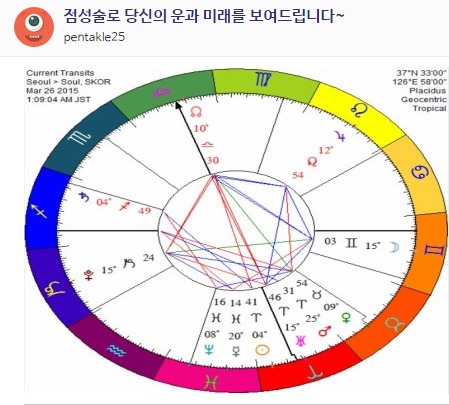 점성술로 당신의 운과 미래를 보여드립니다~
pentakle25
Current Transits
Seoul > Soul, SKOR
Mar 26 2015
1:09:04 AM JST
37°N 33'00"
126°E 58'00"
Placidus
Geocentric
Tropical
10° ♎ 30
12° ♌ 54
♄ 04° ♐ 49
03 ♊ 15° ☽
♇ 15° ♑ 24
16 14 41 46 31 54
♓ ♓ ♈ ♈ ♈ ♉
08° 20° 04° 15° 25° 09°
♆ ☿ ☉ ♅ ♂ ♀